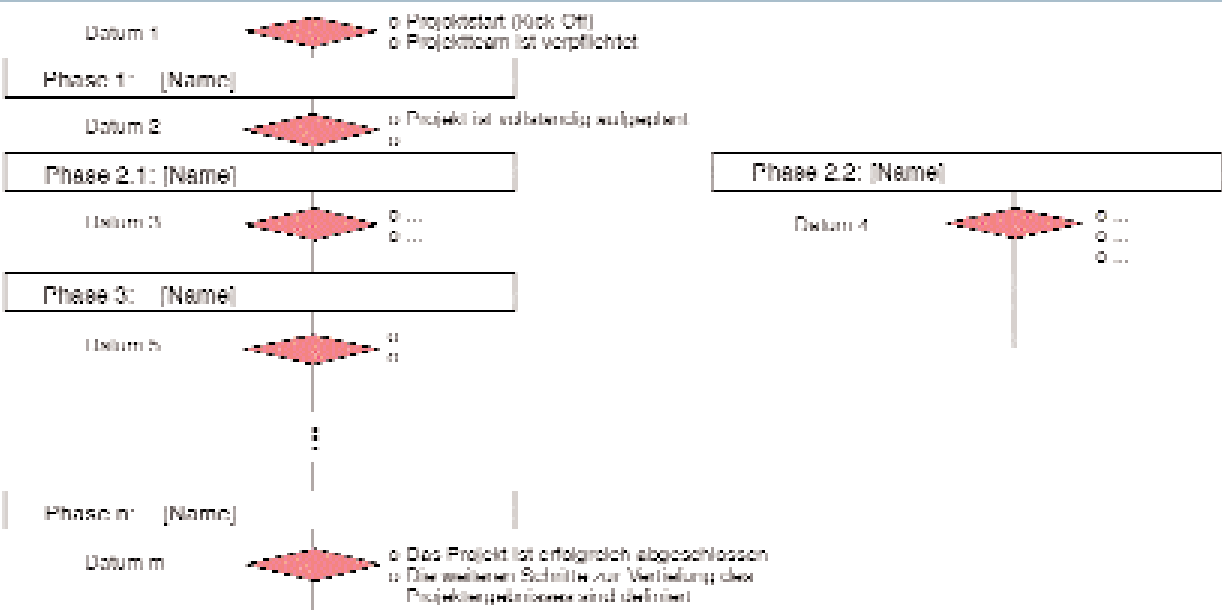 Datum 1
o Projektstart (Kick Off)
o Projektteam ist verpflichtet
Phase 1: [Name]
Datum 2
o Projekt ist vollständig aufgeplant
o
Phase 2.1: [Name]
Phase 2.2: [Name]
Datum 3
o ...
o ...
Datum 4
o ...
o ...
o ...
Phase 3: [Name]
Datum 5
o
o
⋮
Phase n: [Name]
Datum m
o Das Projekt ist erfolgreich abgeschlossen
o Die weiteren Schritte zur Vertiefung des
Projektergebnisses sind definiert